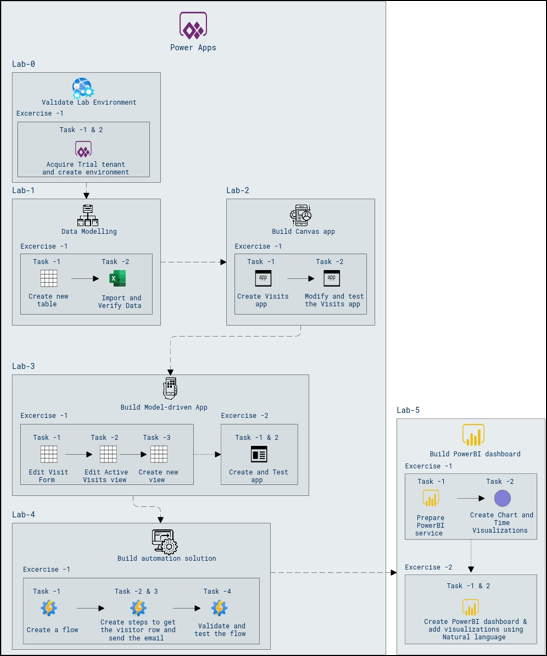 Power Apps
Lab-0
Validate Lab Environment
Excercise -1
Task -1 & 2
Acquire Trial tenant
and create environment
Lab-1
Data Modelling
Excercise -1
Task -1
Task -2
Create new
table
Import and
Verify Data
Lab-2
Build Canvas app
Excercise -1
Task -1
Task -2
app
app
Create Visits
app
Modify and test
the Visits app
Lab-3
Build Model-driven App
Excercise -1
Task -1
Task -2
Task -3
Edit Visit
Form
Edit Active
Visits view
Create new
view
Excercise -2
Task -1 & 2
Create and Test
app
Lab-4
Build automation solution
Excercise -1
Task -1
Task -2 & 3
Task -4
Create a flow
Create steps to get
the visitor row and
send the email
Validate and
test the flow
Lab-5
Build PowerBI dashboard
Excercise -1
Task -1
Task -2
Prepare
PowerBI
service
Create Chart and
Time
Visualizations
Excercise -2
Task -1 & 2
Create PowerBI dashboard &
add visualizations using
Natural language